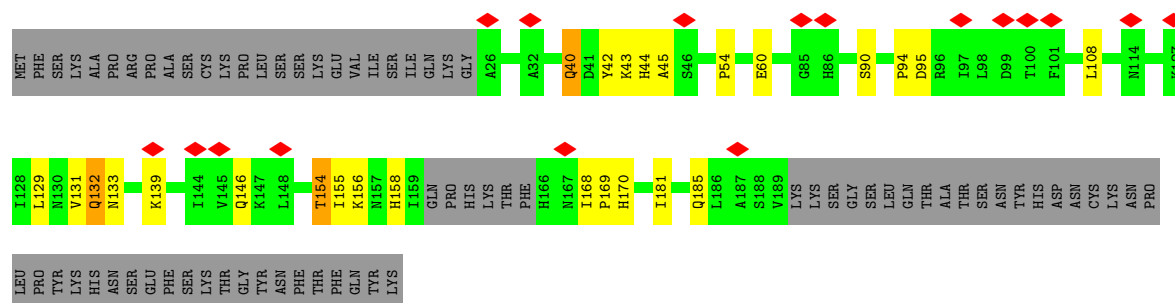 MET PHE SER LYS ALA PRO ARG PRO ALA SER CYS LYS PRO LEU SER SER LYS GLU VAL ILE SER ILE GLN LYS GLY A26 A32 Q40 D41 Y42 K43 H44 A45 S46 P54 E60 G85 H86 S90 P94 D95 R96 I97 L98 D99 T100 F101 L108 N114
I128 L129 N130 V131 Q132 N133 K139 I144 V145 Q146 K147 L148 T154 I155 K156 N157 H158 I159 GLN PRO HIS LYS THR PHE H166 N167 I168 P169 H170 I181 Q185 L186 A187 S188 V189 LYS LYS SER GLY SER LEU GLN THR ALA THR SER ASN TYR HIS ASP ASN CYS LYS ASN PRO
LEU PRO TYR LYS HIS ASN SER GLU PHE SER LYS THR GLY TYR ASN PHE THR PHE GLN TYR LYS